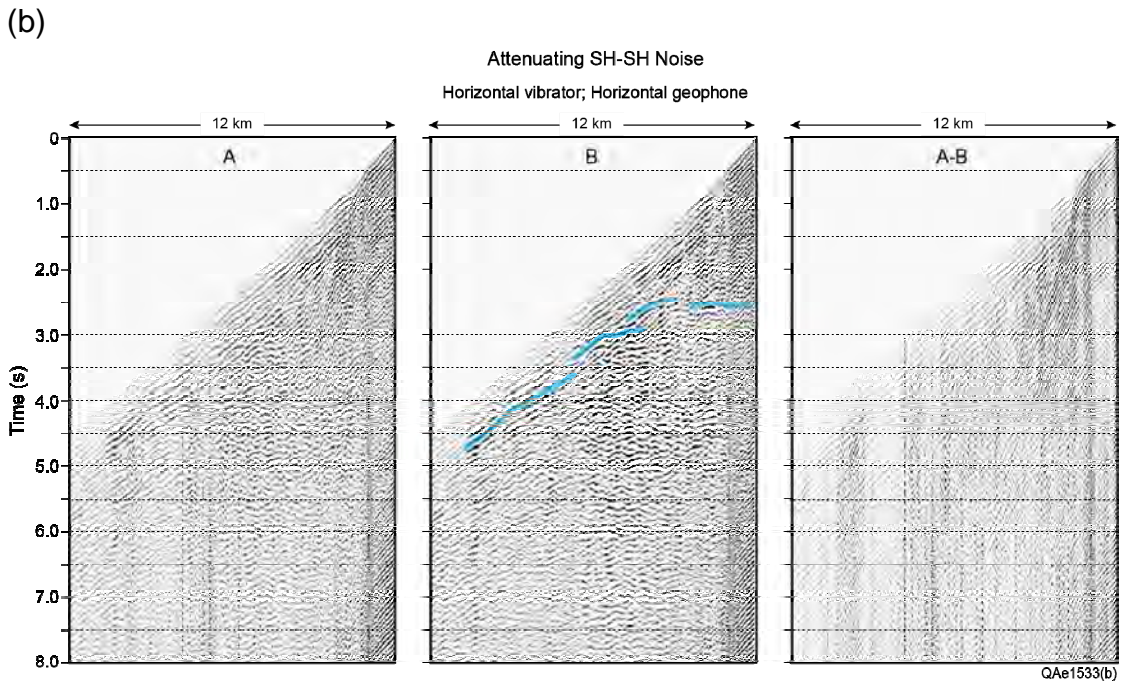 (b)
Attenuating SH-SH Noise
Horizontal vibrator; Horizontal geophone
12 km 12 km 12 km
A B A-B
0
1.0
2.0
3.0
4.0
5.0
6.0
7.0
8.0
Time (s)
QAe1533(b)